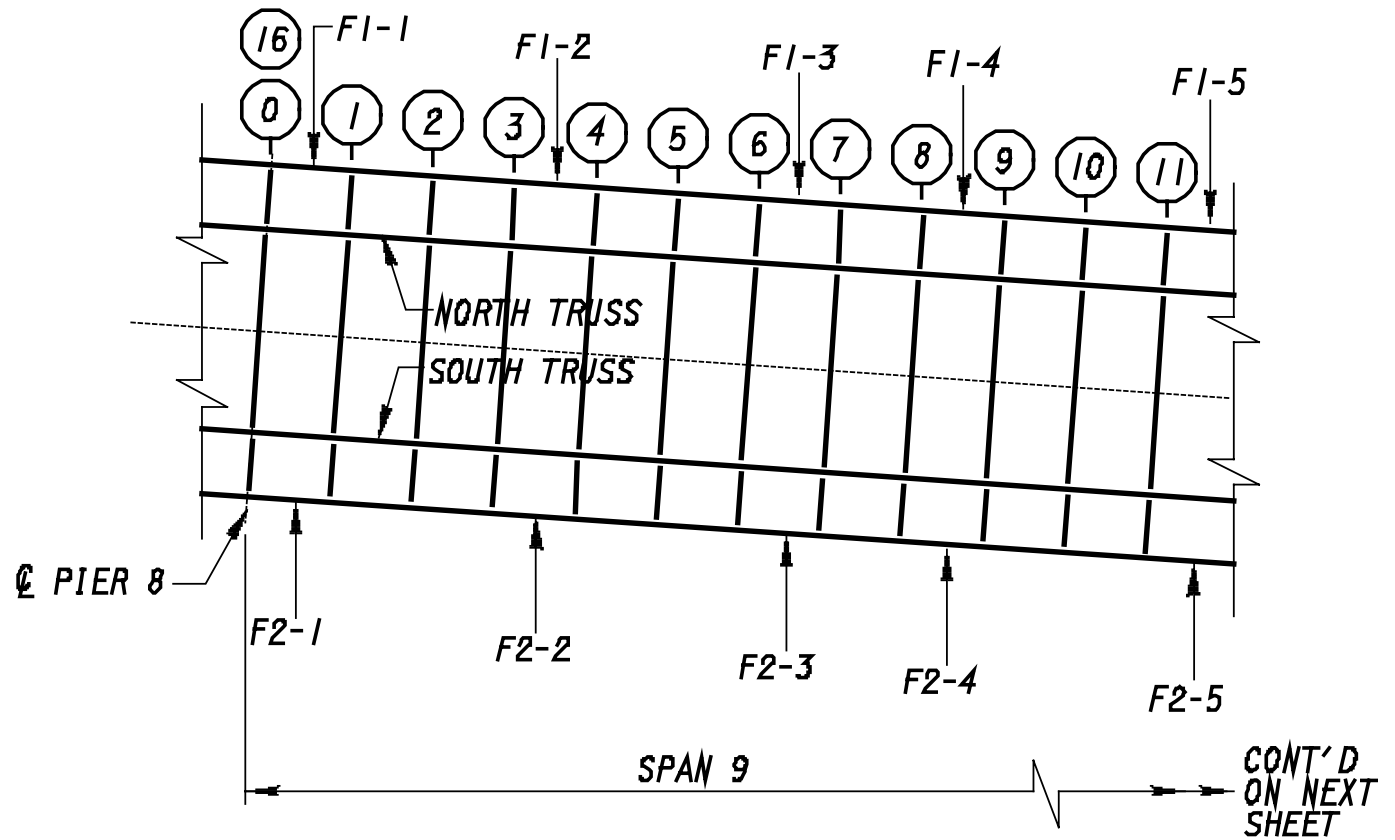 16
F1-1
F1-2
F1-3
F1-4
F1-5
0
1
2
3
4
5
6
7
8
9
10
11
NORTH TRUSS
SOUTH TRUSS
℄ PIER 8
F2-1
F2-2
F2-3
F2-4
F2-5
SPAN 9
CONT'D
ON NEXT
SHEET